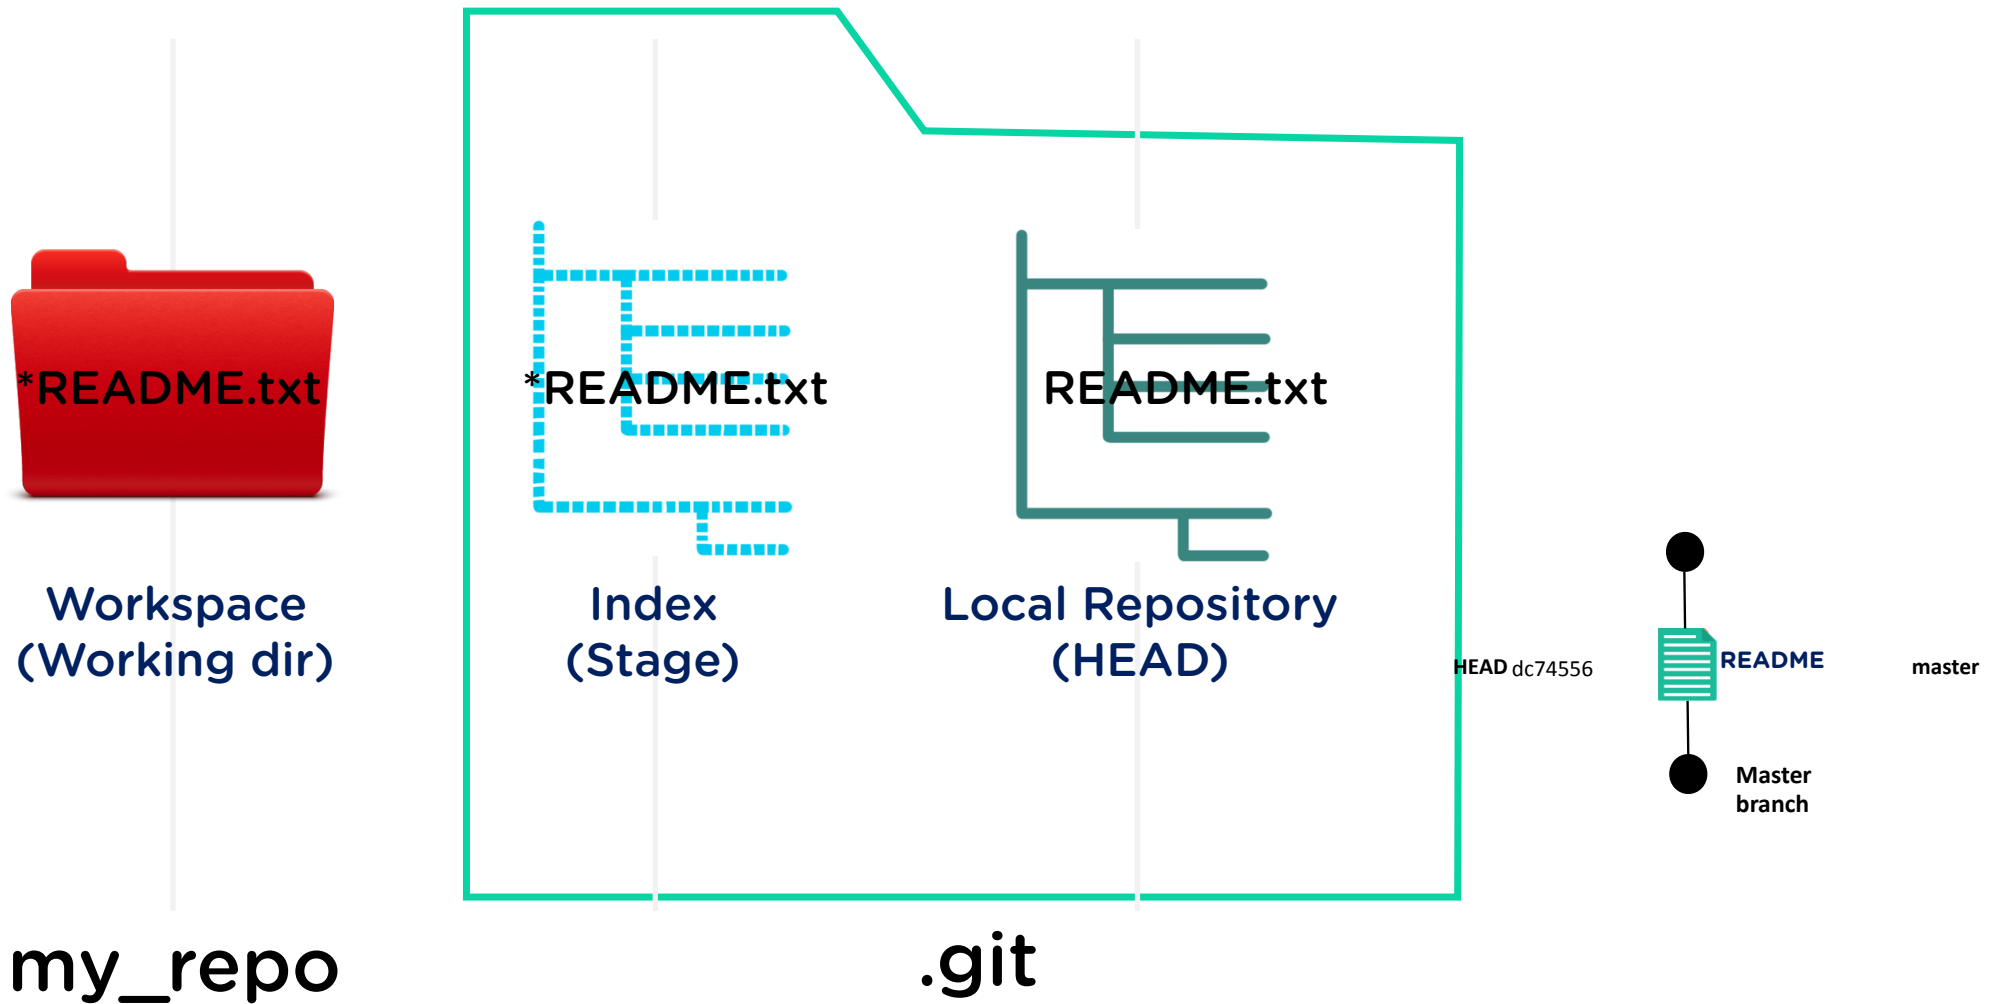 *README.txt
*README.txt
README.txt
Workspace
(Working dir)
Index
(Stage)
Local Repository
(HEAD)
HEAD dc74556
README
master
Master
branch
my_repo
.git